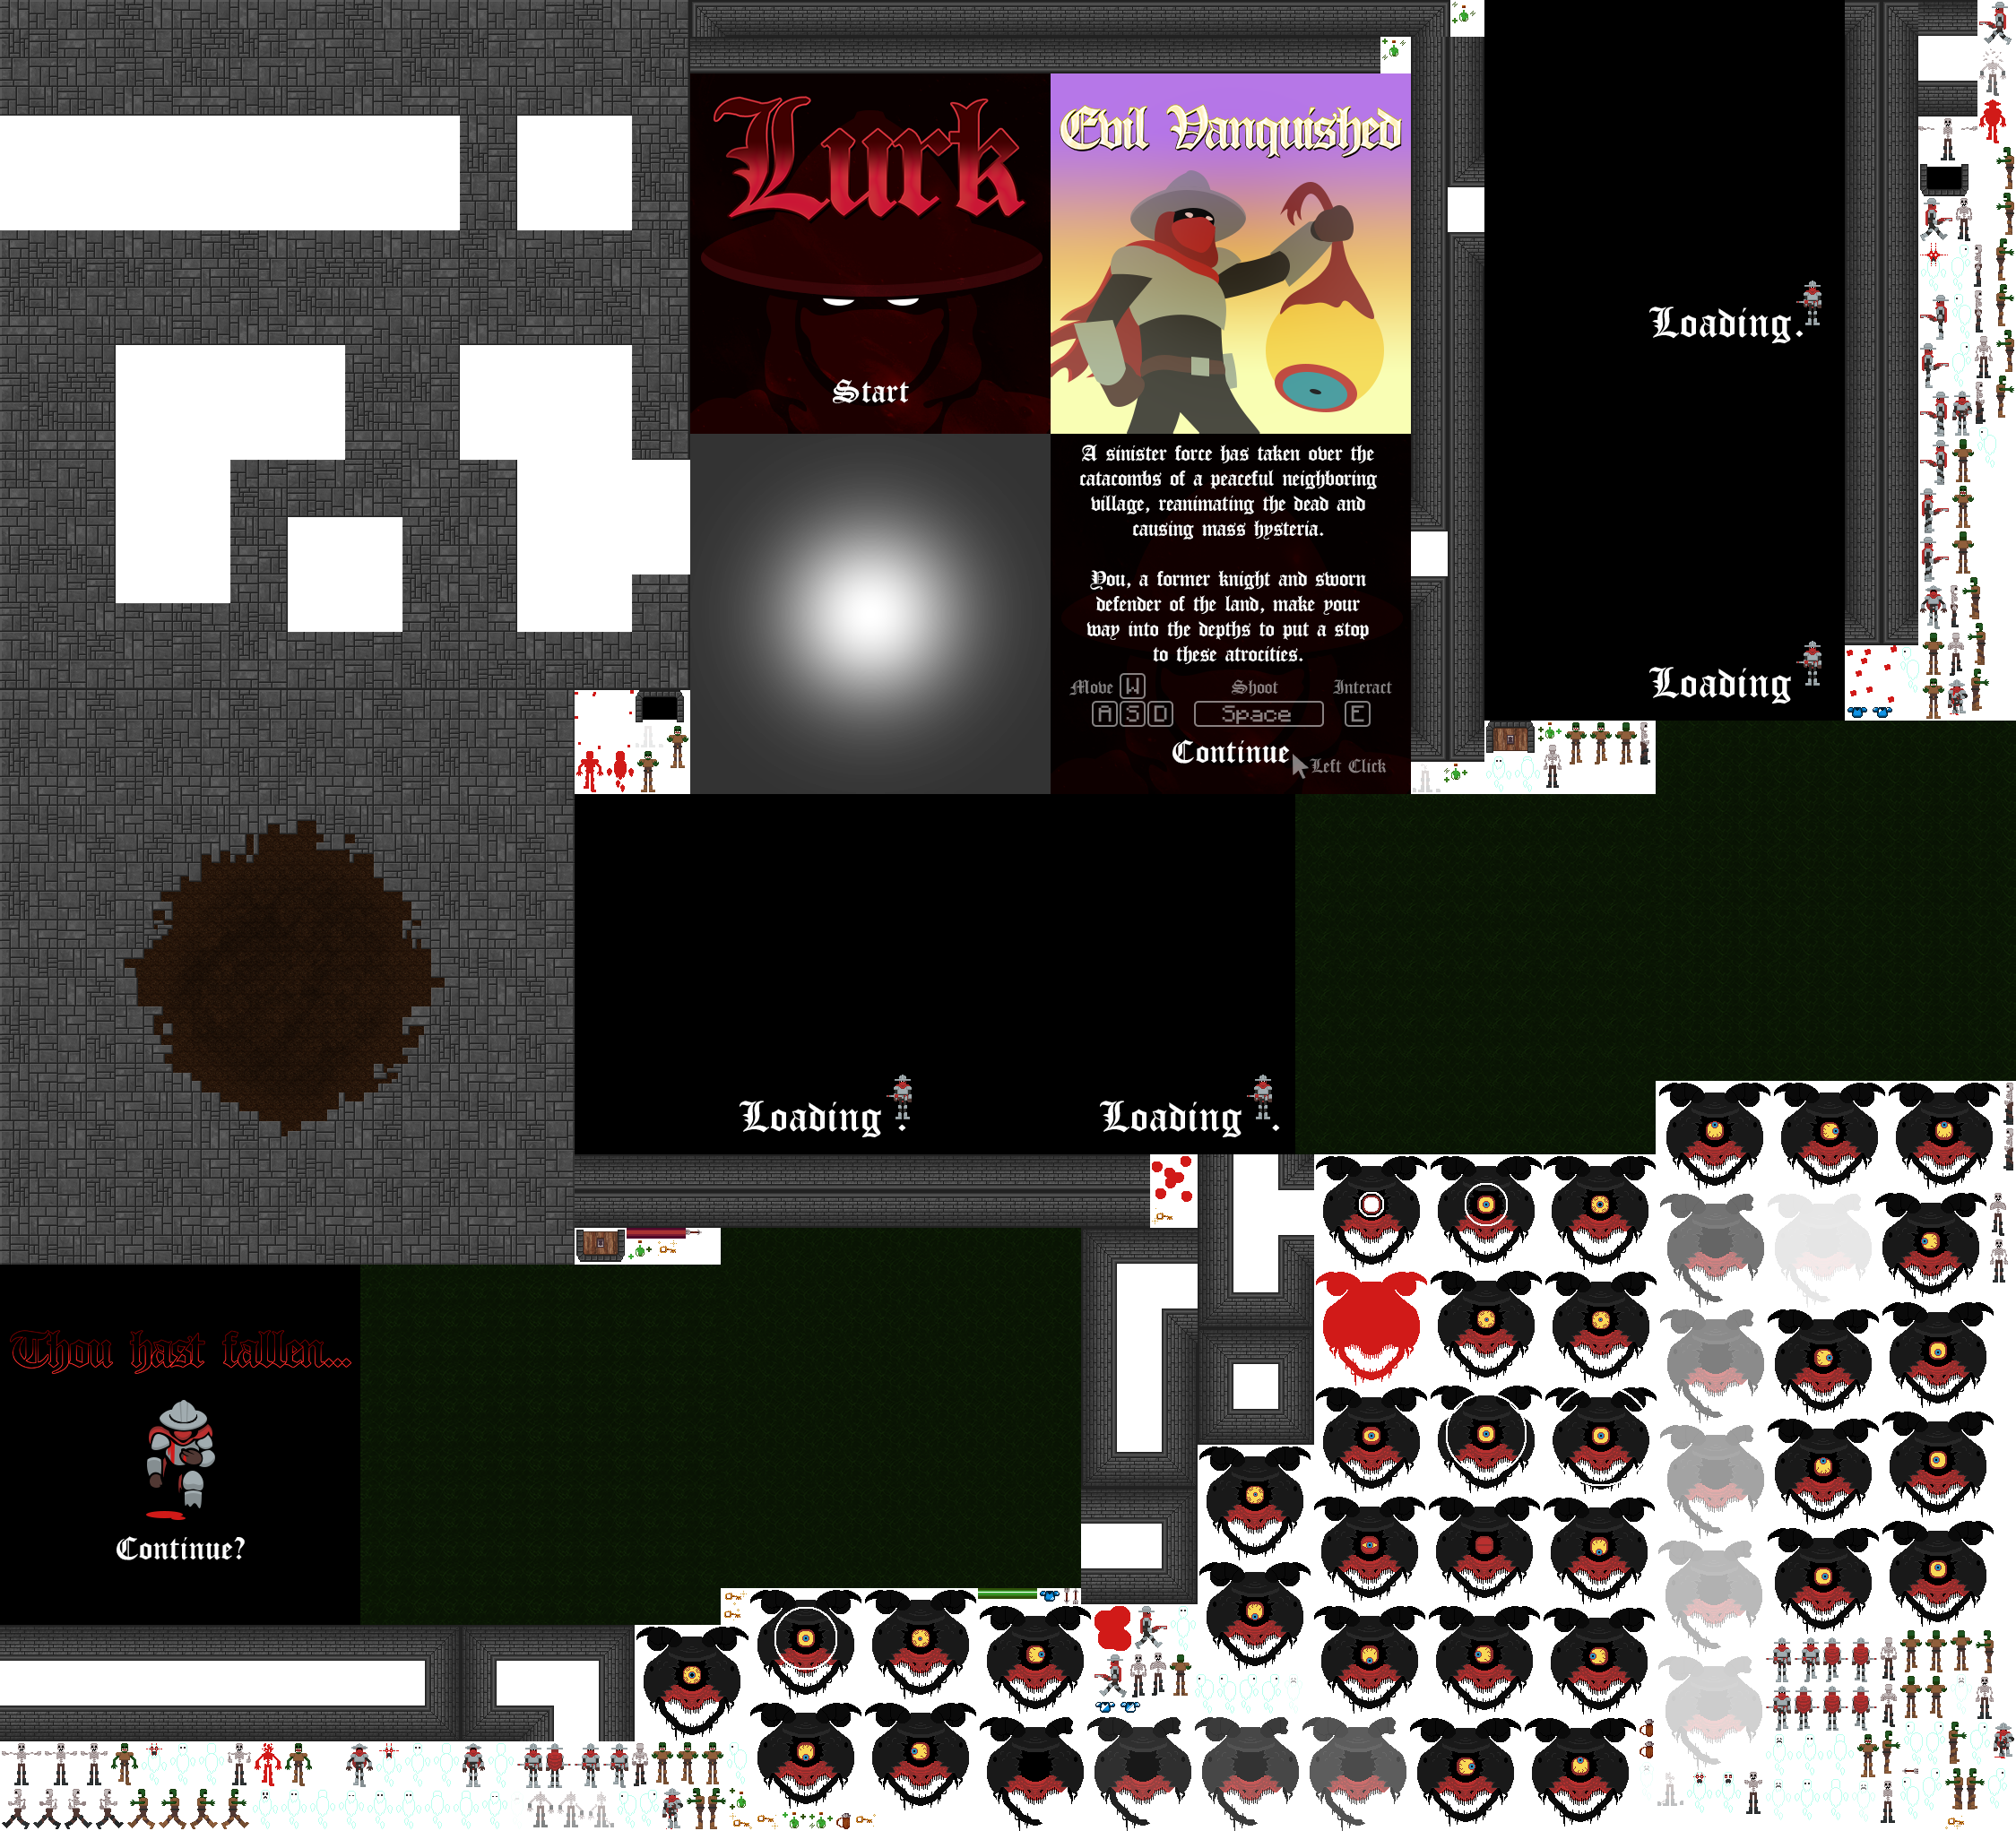 Lurk
Start
Evil Vanquished
A sinister force has taken over the
catacombs of a peaceful neighboring
village, reanimating the dead and
causing mass hysteria.
You, a former knight and sworn
defender of the land, make your
way into the depths to put a stop
to these atrocities.
Move W
Shoot
Interact
A S D
Space
E
Continue
Left Click
Loading.
Loading
Loading .
Loading .
Thou hast fallen...
Continue?